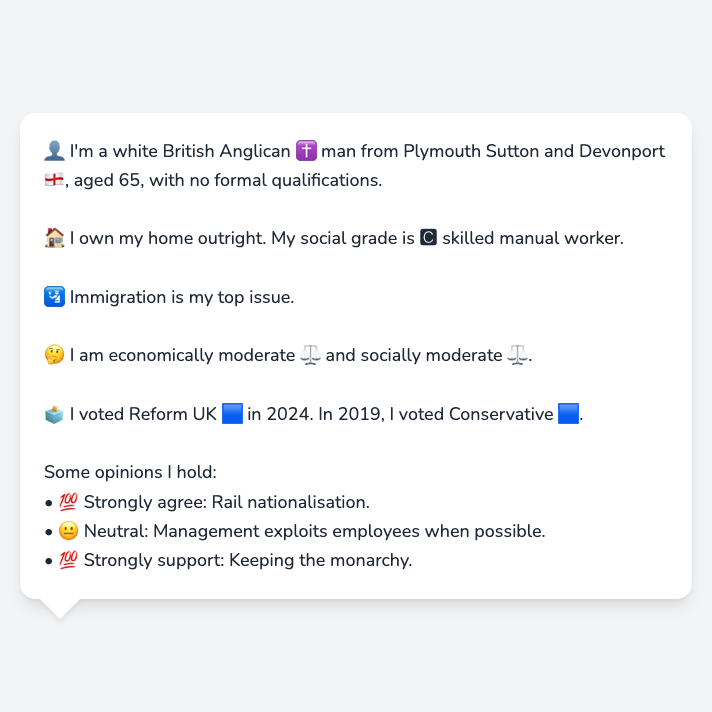 👤 I'm a white British Anglican ✝️ man from Plymouth Sutton and Devonport
🏴󠁧󠁢󠁥󠁮󠁧󠁿, aged 65, with no formal qualifications.
🏠 I own my home outright. My social grade is 🅲 skilled manual worker.
🛂 Immigration is my top issue.
🤔 I am economically moderate ⚖️ and socially moderate ⚖️.
🗳️ I voted Reform UK 🟦 in 2024. In 2019, I voted Conservative 🟦.
Some opinions I hold:
• 💯 Strongly agree: Rail nationalisation.
• 😐 Neutral: Management exploits employees when possible.
• 💯 Strongly support: Keeping the monarchy.